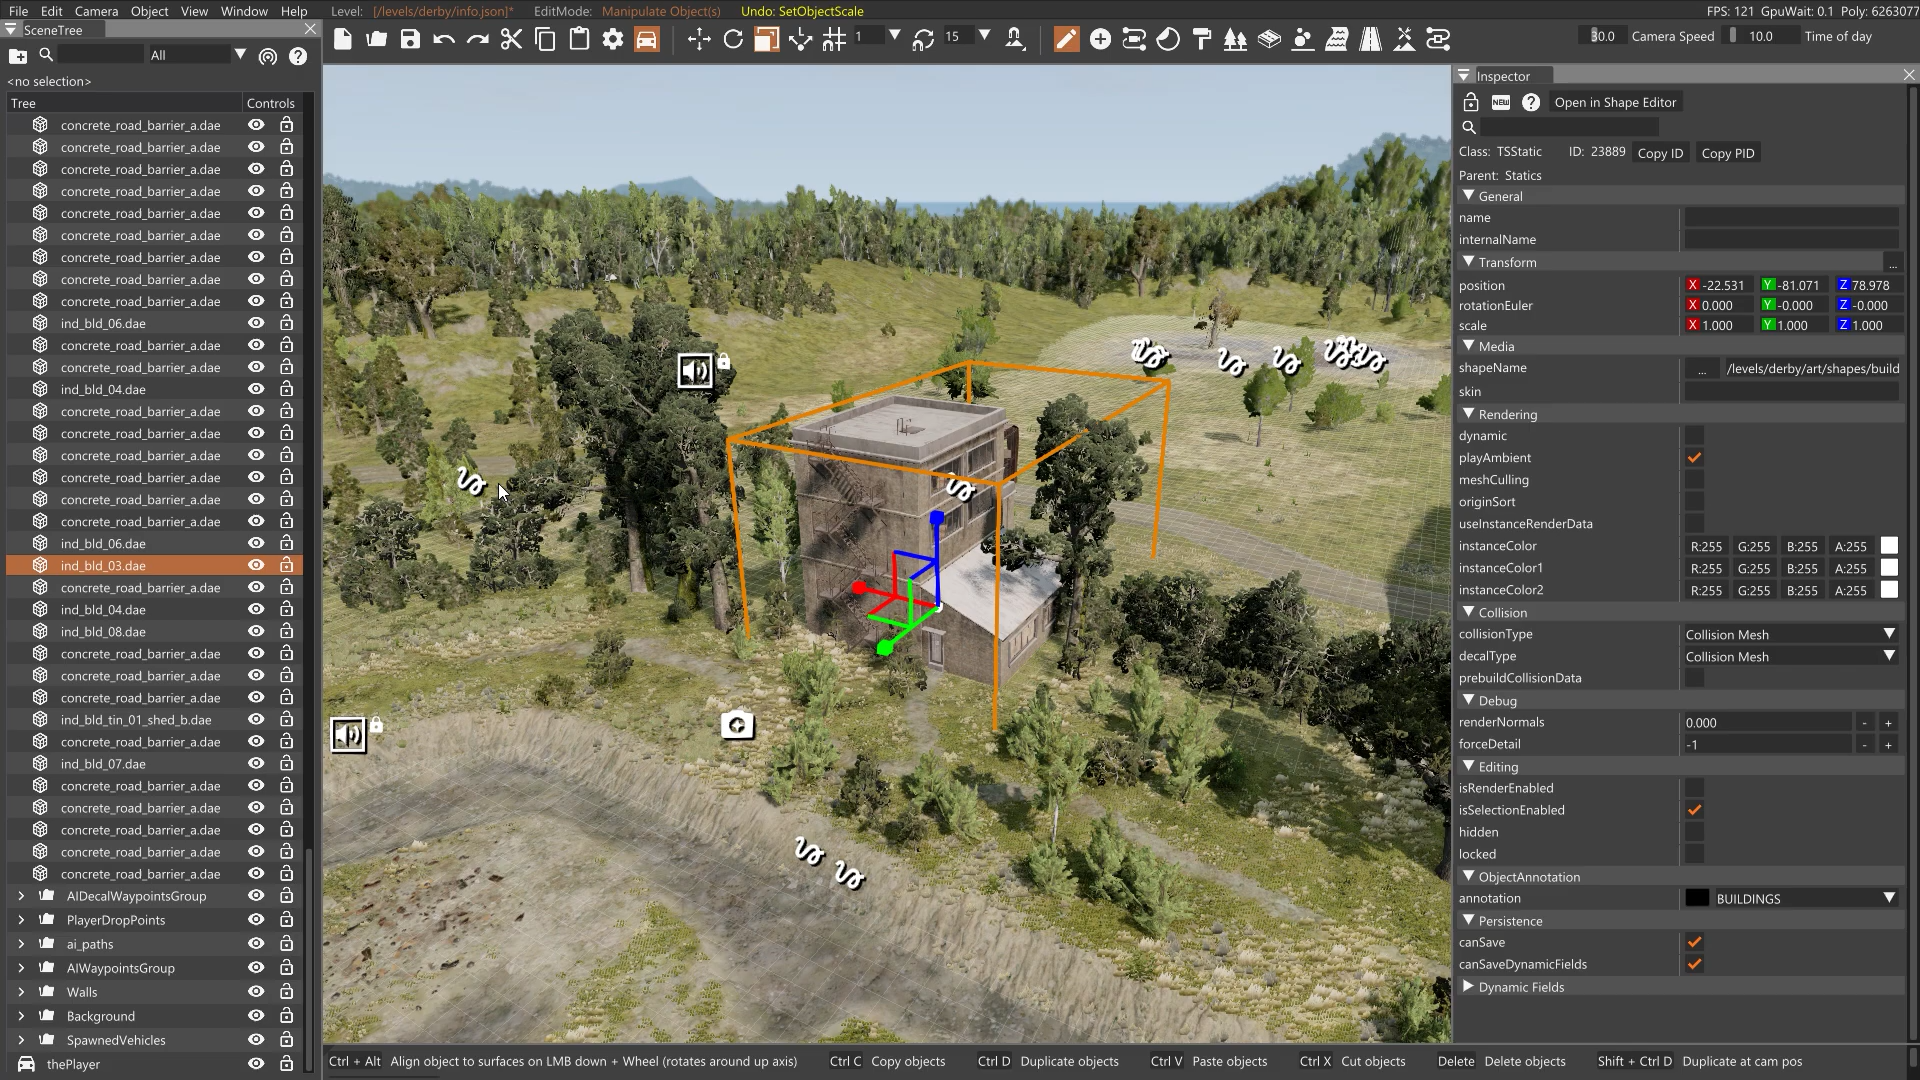 File Edit Camera Object View Window Help Level: [/levels/derby/info.json]* EditMode: Manipulate Object(s) Undo: SetObjectScale FPS: 121 GpuWait: 0.1 Poly: 6263077
SceneTree
1 15 30.0 Camera Speed 10.0 Time of day
All
<no selection>
Tree Controls
concrete_road_barrier_a.dae
concrete_road_barrier_a.dae
concrete_road_barrier_a.dae
concrete_road_barrier_a.dae
concrete_road_barrier_a.dae
concrete_road_barrier_a.dae
concrete_road_barrier_a.dae
concrete_road_barrier_a.dae
concrete_road_barrier_a.dae
ind_bld_06.dae
concrete_road_barrier_a.dae
concrete_road_barrier_a.dae
ind_bld_04.dae
concrete_road_barrier_a.dae
concrete_road_barrier_a.dae
concrete_road_barrier_a.dae
concrete_road_barrier_a.dae
concrete_road_barrier_a.dae
concrete_road_barrier_a.dae
ind_bld_06.dae
ind_bld_03.dae
concrete_road_barrier_a.dae
ind_bld_04.dae
ind_bld_08.dae
concrete_road_barrier_a.dae
concrete_road_barrier_a.dae
concrete_road_barrier_a.dae
ind_bld_tin_01_shed_b.dae
concrete_road_barrier_a.dae
ind_bld_07.dae
concrete_road_barrier_a.dae
concrete_road_barrier_a.dae
concrete_road_barrier_a.dae
concrete_road_barrier_a.dae
concrete_road_barrier_a.dae
AIDecalWaypointsGroup
PlayerDropPoints
ai_paths
AIWaypointsGroup
Walls
Background
SpawnedVehicles
thePlayer
Inspector
NEW ? Open in Shape Editor
Class: TSStatic ID: 23889 Copy ID Copy PID
Parent: Statics
General
name
internalName
Transform ...
position X -22.531 Y -81.071 Z 78.978
rotationEuler X 0.000 Y -0.000 Z -0.000
scale X 1.000 Y 1.000 Z 1.000
Media
shapeName ... /levels/derby/art/shapes/build
skin
Rendering
dynamic
playAmbient
meshCulling
originSort
useInstanceRenderData
instanceColor R:255 G:255 B:255 A:255
instanceColor1 R:255 G:255 B:255 A:255
instanceColor2 R:255 G:255 B:255 A:255
Collision
collisionType Collision Mesh
decalType Collision Mesh
prebuildCollisionData
Debug
renderNormals 0.000 - +
forceDetail -1 - +
Editing
isRenderEnabled
isSelectionEnabled
hidden
locked
ObjectAnnotation
annotation BUILDINGS
Persistence
canSave
canSaveDynamicFields
Dynamic Fields
Ctrl + Alt Align object to surfaces on LMB down + Wheel (rotates around up axis) Ctrl C Copy objects Ctrl D Duplicate objects Ctrl V Paste objects Ctrl X Cut objects Delete Delete objects Shift + Ctrl D Duplicate at cam pos